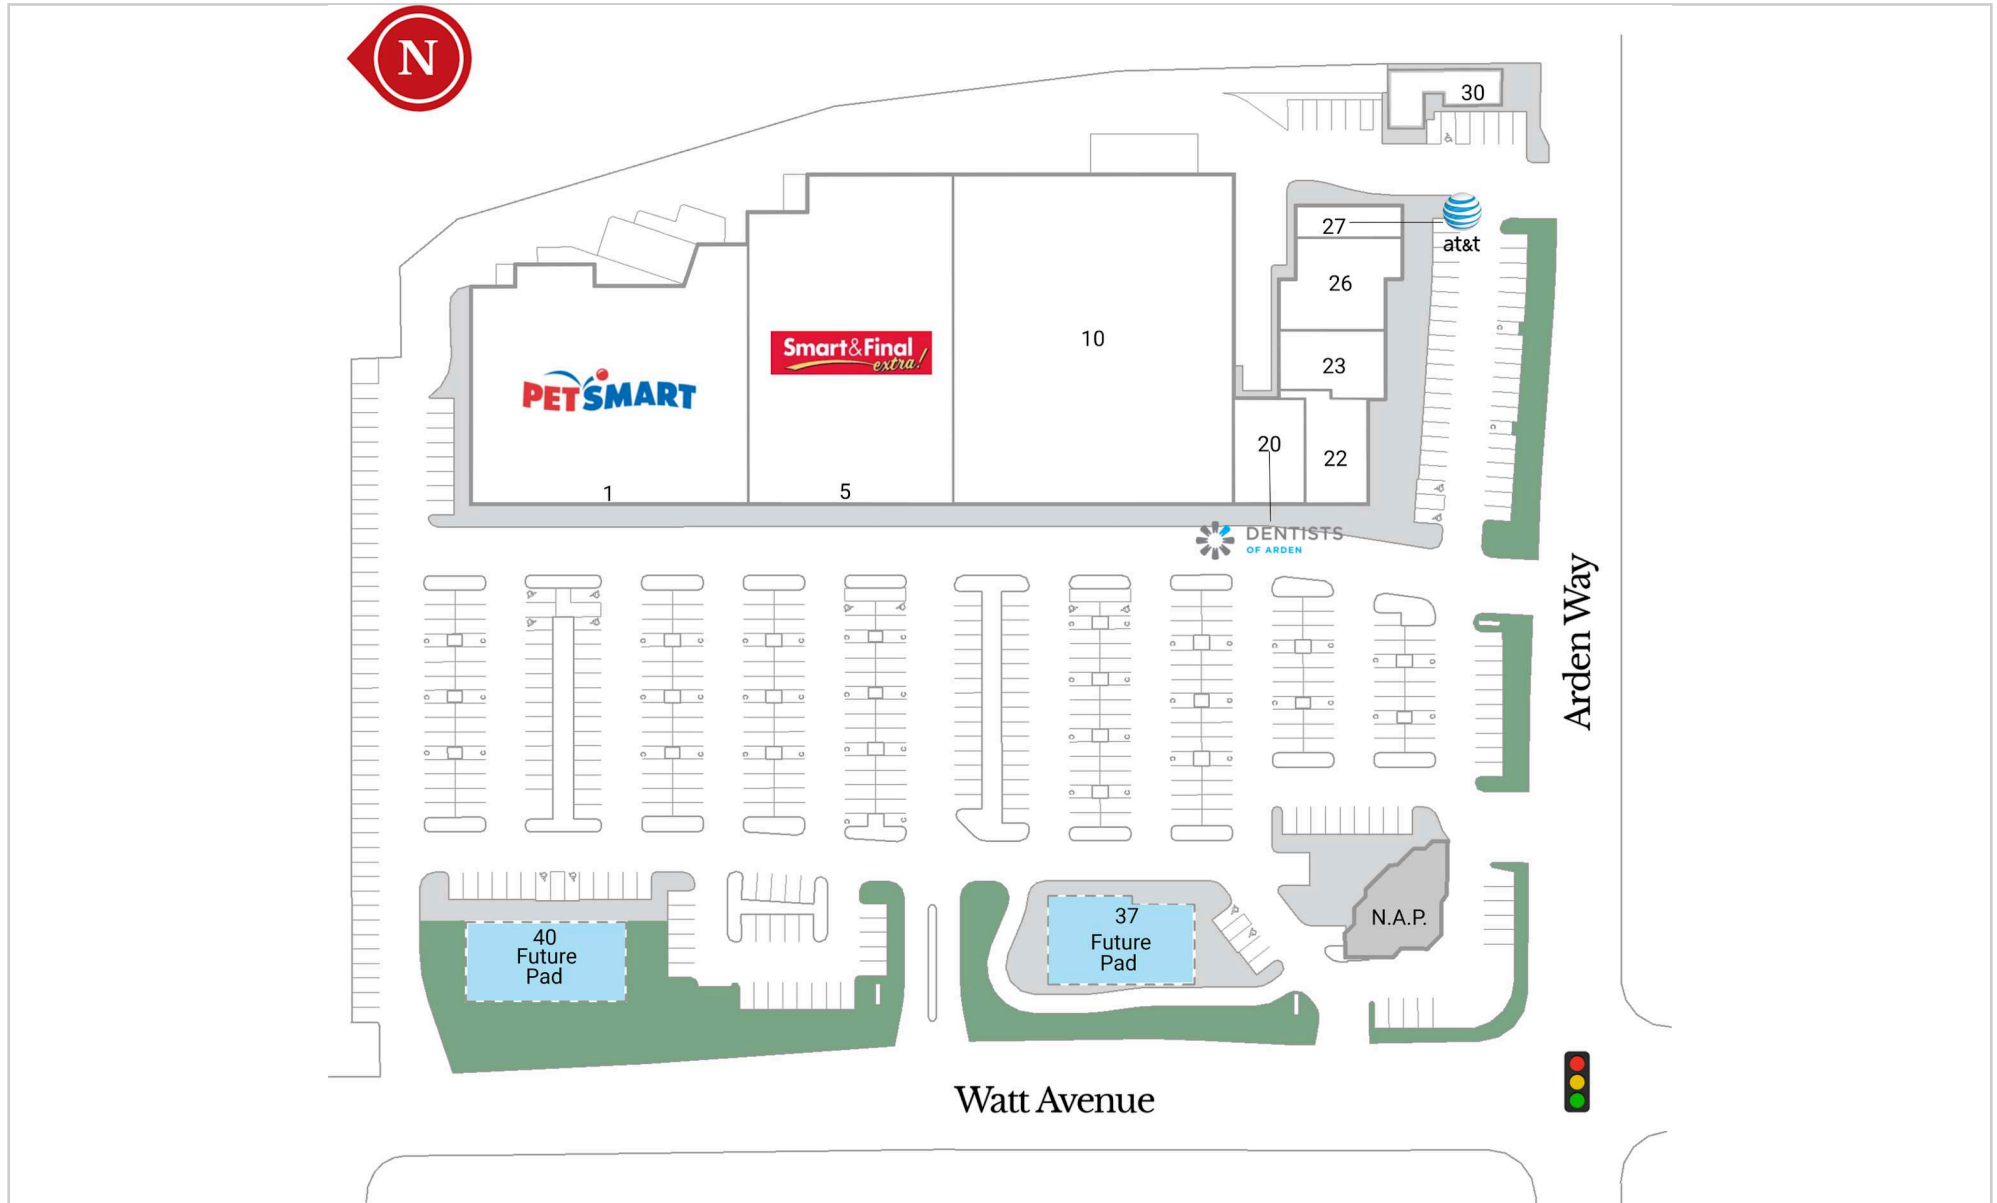 N
30
27
at&t
26
Smart&Final
extra!
10
23
PETSMART
20
22
1
5
DENTISTS
OF ARDEN
Arden Way
37
Future
Pad
N.A.P.
40
Future
Pad
Watt Avenue